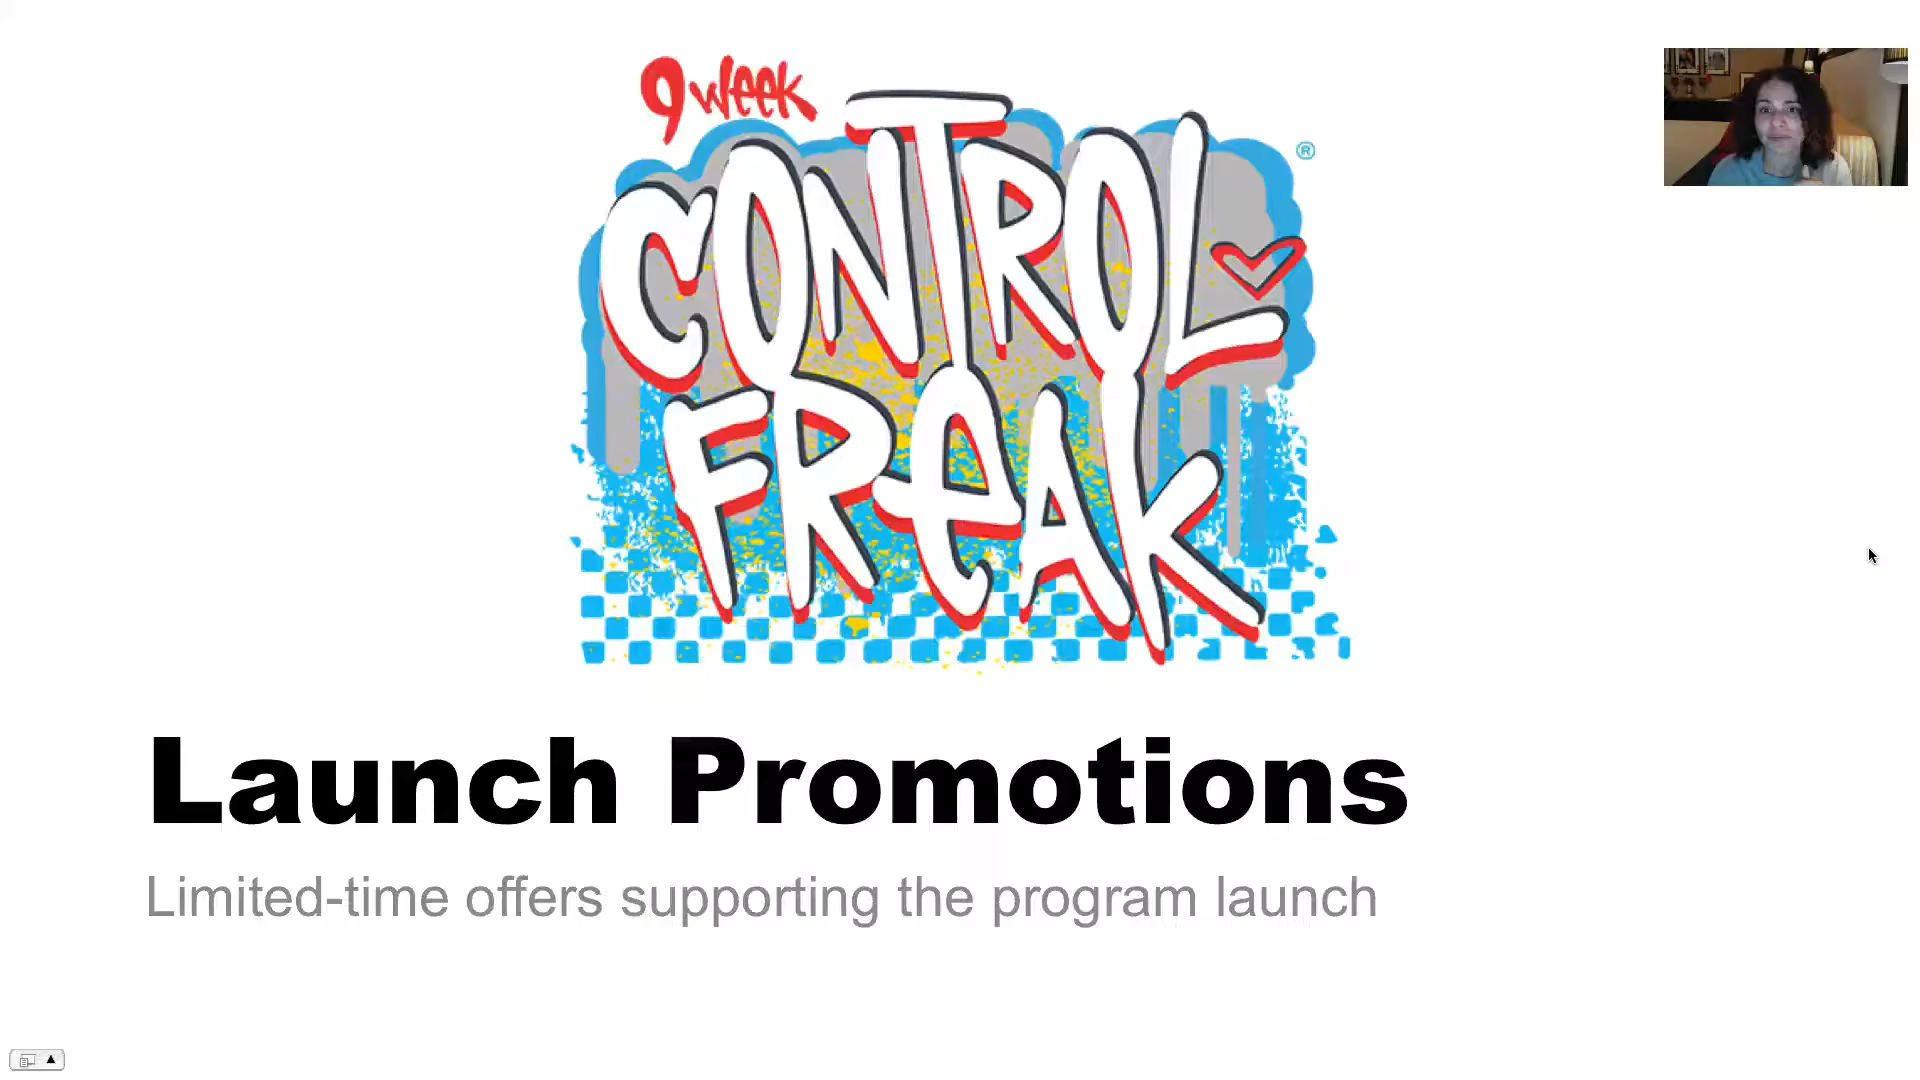 9 week
CONTROL
®
FREAK
Launch Promotions
Limited-time offers supporting the program launch